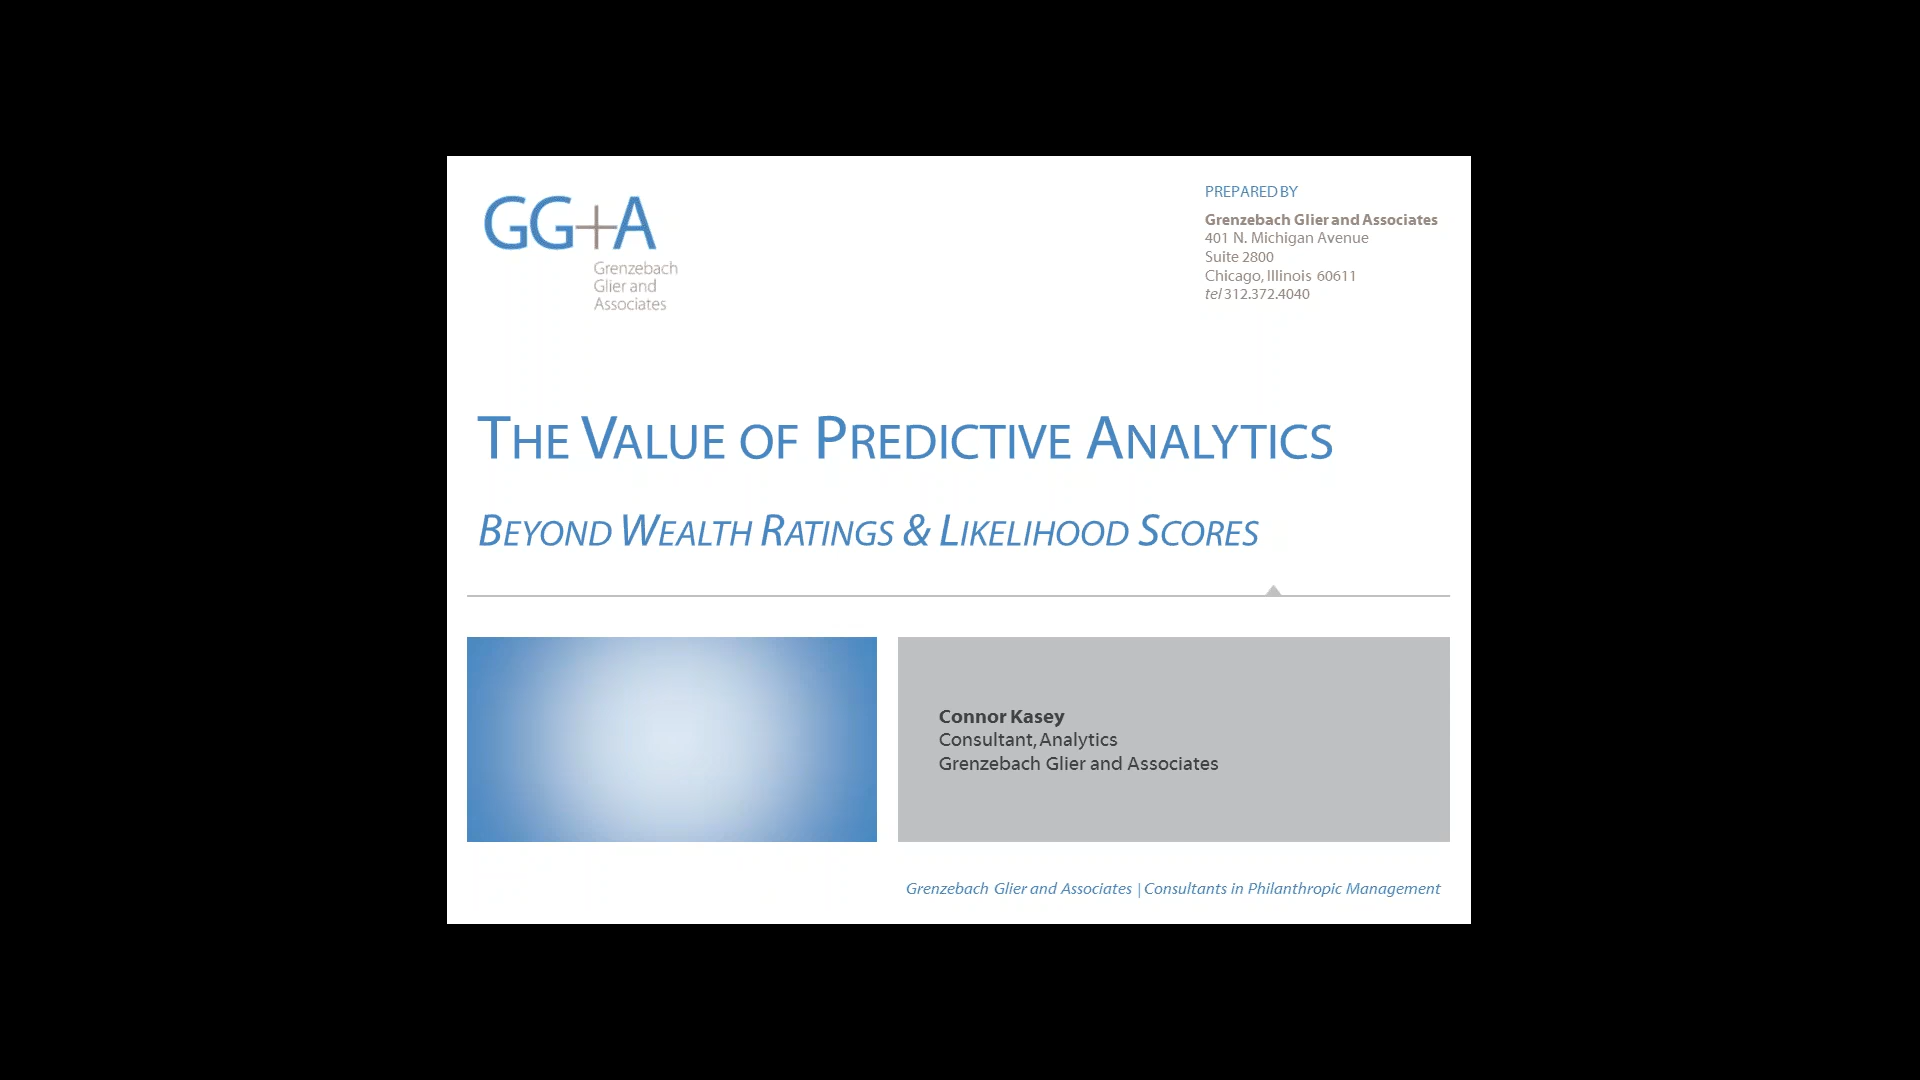 GG+A
Grenzebach
Glier and
Associates
PREPARED BY
Grenzebach Glier and Associates
401 N. Michigan Avenue
Suite 2800
Chicago, Illinois 60611
tel 312.372.4040
THE VALUE OF PREDICTIVE ANALYTICS
BEYOND WEALTH RATINGS & LIKELIHOOD SCORES
Connor Kasey
Consultant, Analytics
Grenzebach Glier and Associates
Grenzebach Glier and Associates | Consultants in Philanthropic Management